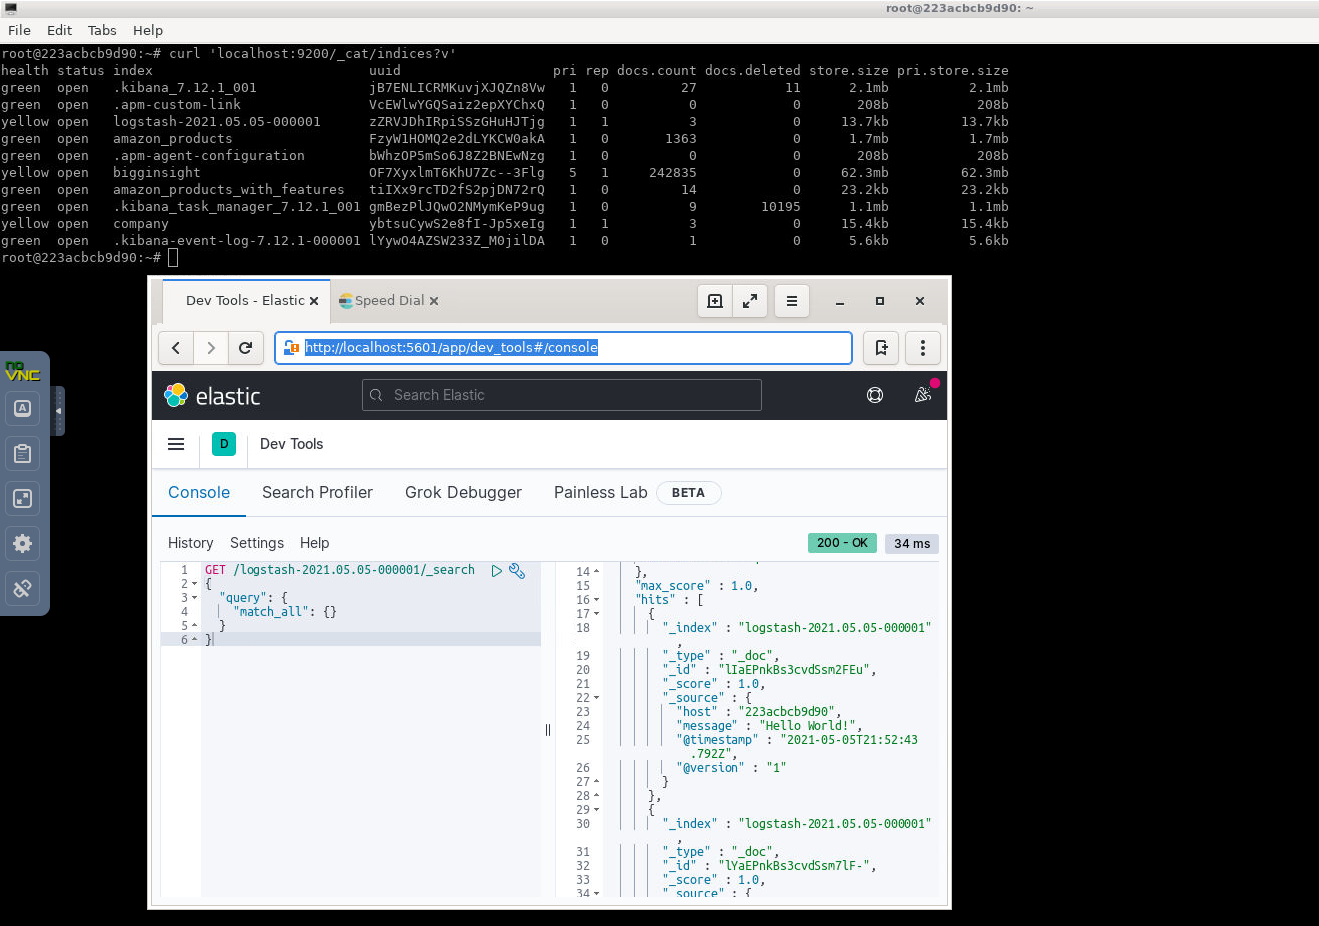 root@223acbcb9d90: ~
File Edit Tabs Help
root@223acbcb9d90:~# curl 'localhost:9200/_cat/indices?v'
health status index uuid pri rep docs.count docs.deleted store.size pri.store.size
green open .kibana_7.12.1_001 jB7ENLICRMKuvjXJQZn8Vw 1 0 27 11 2.1mb 2.1mb
green open .apm-custom-link VcEWlwYGQSaiz2epXYChxQ 1 0 0 0 208b 208b
yellow open logstash-2021.05.05-000001 zZRVJDhIRpiSSzGHuHJTjg 1 1 3 0 13.7kb 13.7kb
green open amazon_products FzyW1HOMQ2e2dLYKCW0akA 1 0 1363 0 1.7mb 1.7mb
green open .apm-agent-configuration bWhzOP5mSo6J8Z2BNEwNzg 1 0 0 0 208b 208b
yellow open bigginsight OF7XyxlmT6KhU7Zc--3Flg 5 1 242835 0 62.3mb 62.3mb
green open amazon_products_with_features tiIXx9rcTD2fS2pjDN72rQ 1 0 14 0 23.2kb 23.2kb
green open .kibana_task_manager_7.12.1_001 gmBezPlJQwO2NMymKeP9ug 1 0 9 10195 1.1mb 1.1mb
yellow open company ybtsuCywS2e8fI-Jp5xeIg 1 1 3 0 15.4kb 15.4kb
green open .kibana-event-log-7.12.1-000001 lYywO4AZSW233Z_M0jilDA 1 0 1 0 5.6kb 5.6kb
root@223acbcb9d90:~#
Dev Tools - Elastic Speed Dial
http://localhost:5601/app/dev_tools#/console
no
VNC
A
elastic Search Elastic
D Dev Tools
Console Search Profiler Grok Debugger Painless Lab BETA
History Settings Help 200 - OK 34 ms
1 GET /logstash-2021.05.05-000001/_search
2 {
3 "query": {
4 "match_all": {}
5 }
6 }
14 },
15 "max_score" : 1.0,
16 "hits" : [
17 {
18 "_index" : "logstash-2021.05.05-000001"
,
19 "_type" : "_doc",
20 "_id" : "lIaEPnkBs3cvdSsm2FEu",
21 "_score" : 1.0,
22 "_source" : {
23 "host" : "223acbcb9d90",
24 "message" : "Hello World!",
25 "@timestamp" : "2021-05-05T21:52:43
.792Z",
26 "@version" : "1"
27 }
28 },
29 {
30 "_index" : "logstash-2021.05.05-000001"
,
31 "_type" : "_doc",
32 "_id" : "lYaEPnkBs3cvdSsm7lF-",
33 "_score" : 1.0,
34 "_source" : {